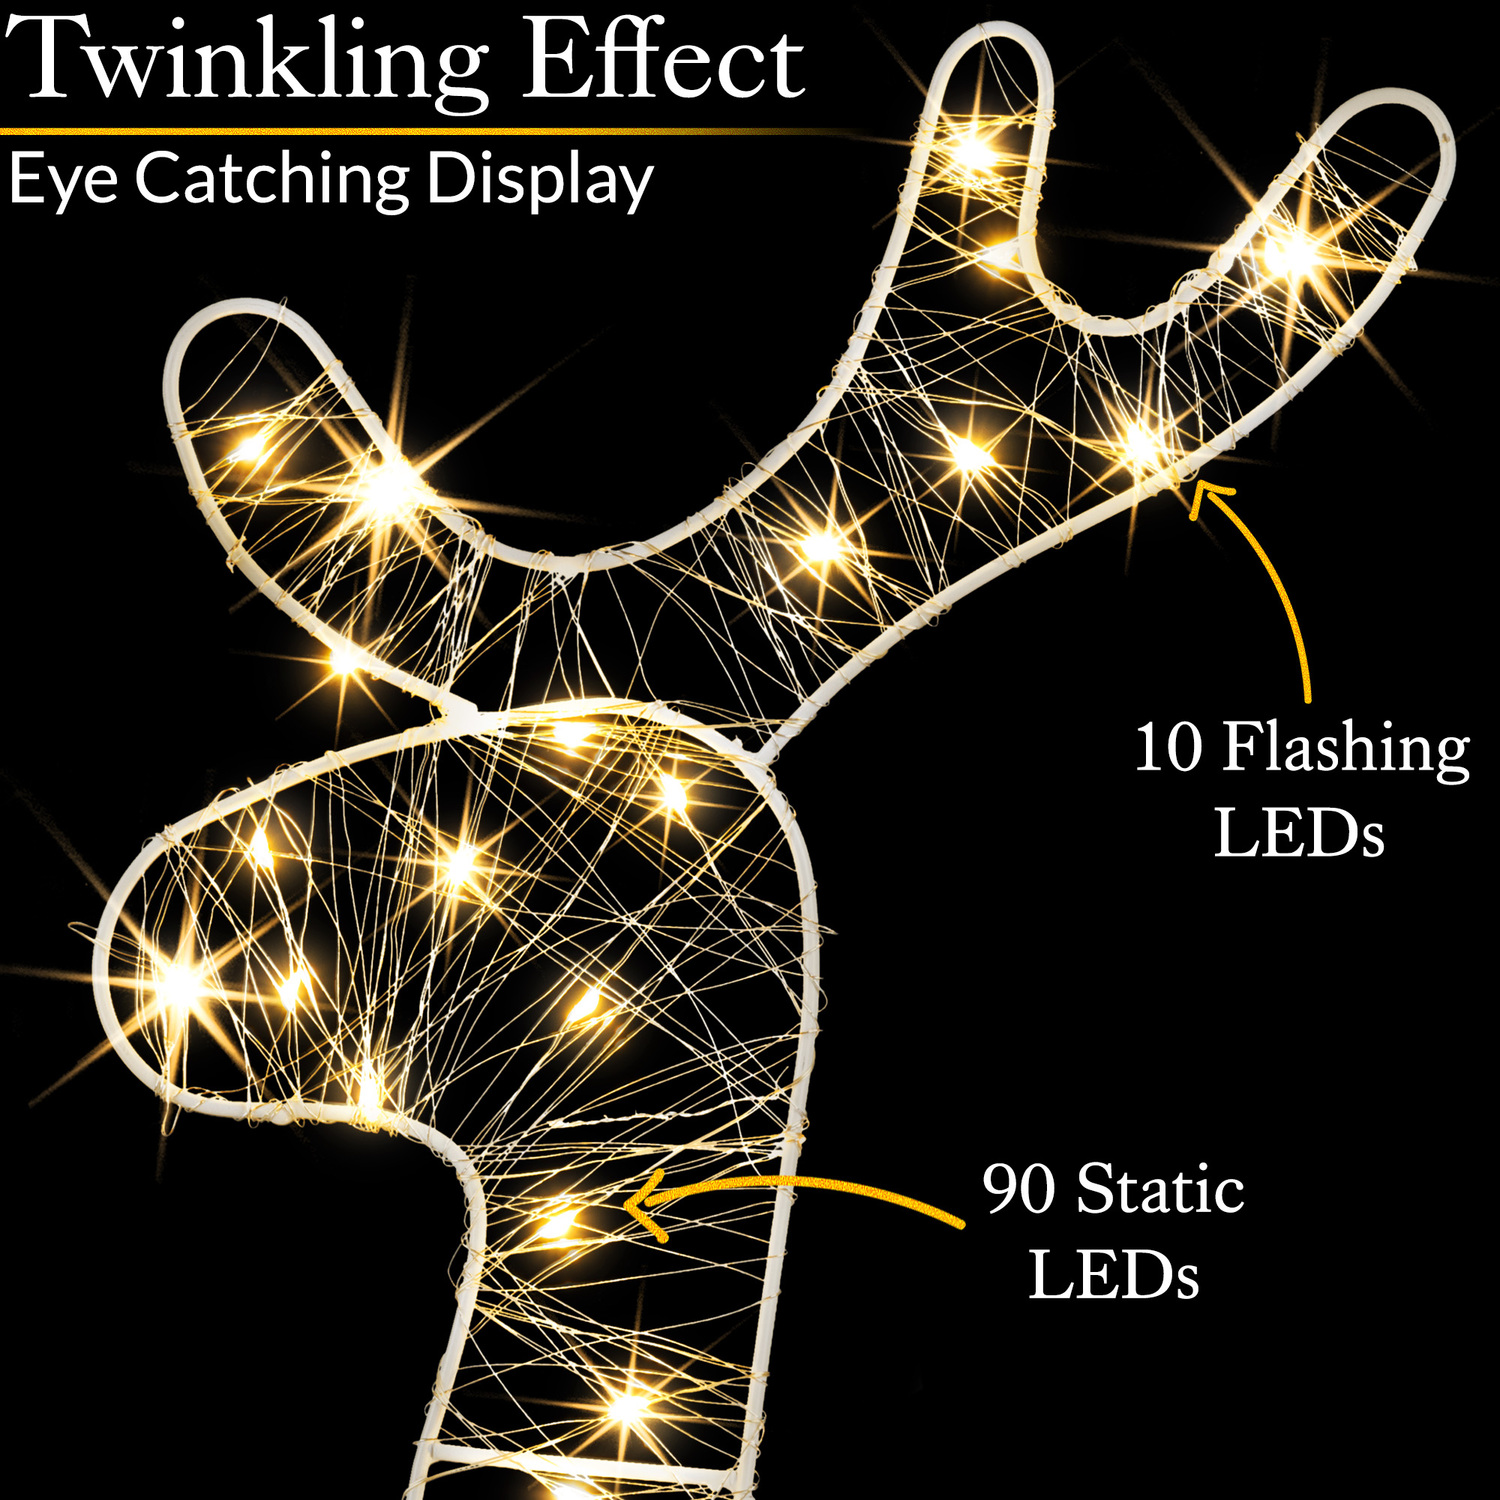 Twinkling Effect
Eye Catching Display
10 Flashing
LEDs
90 Static
LEDs